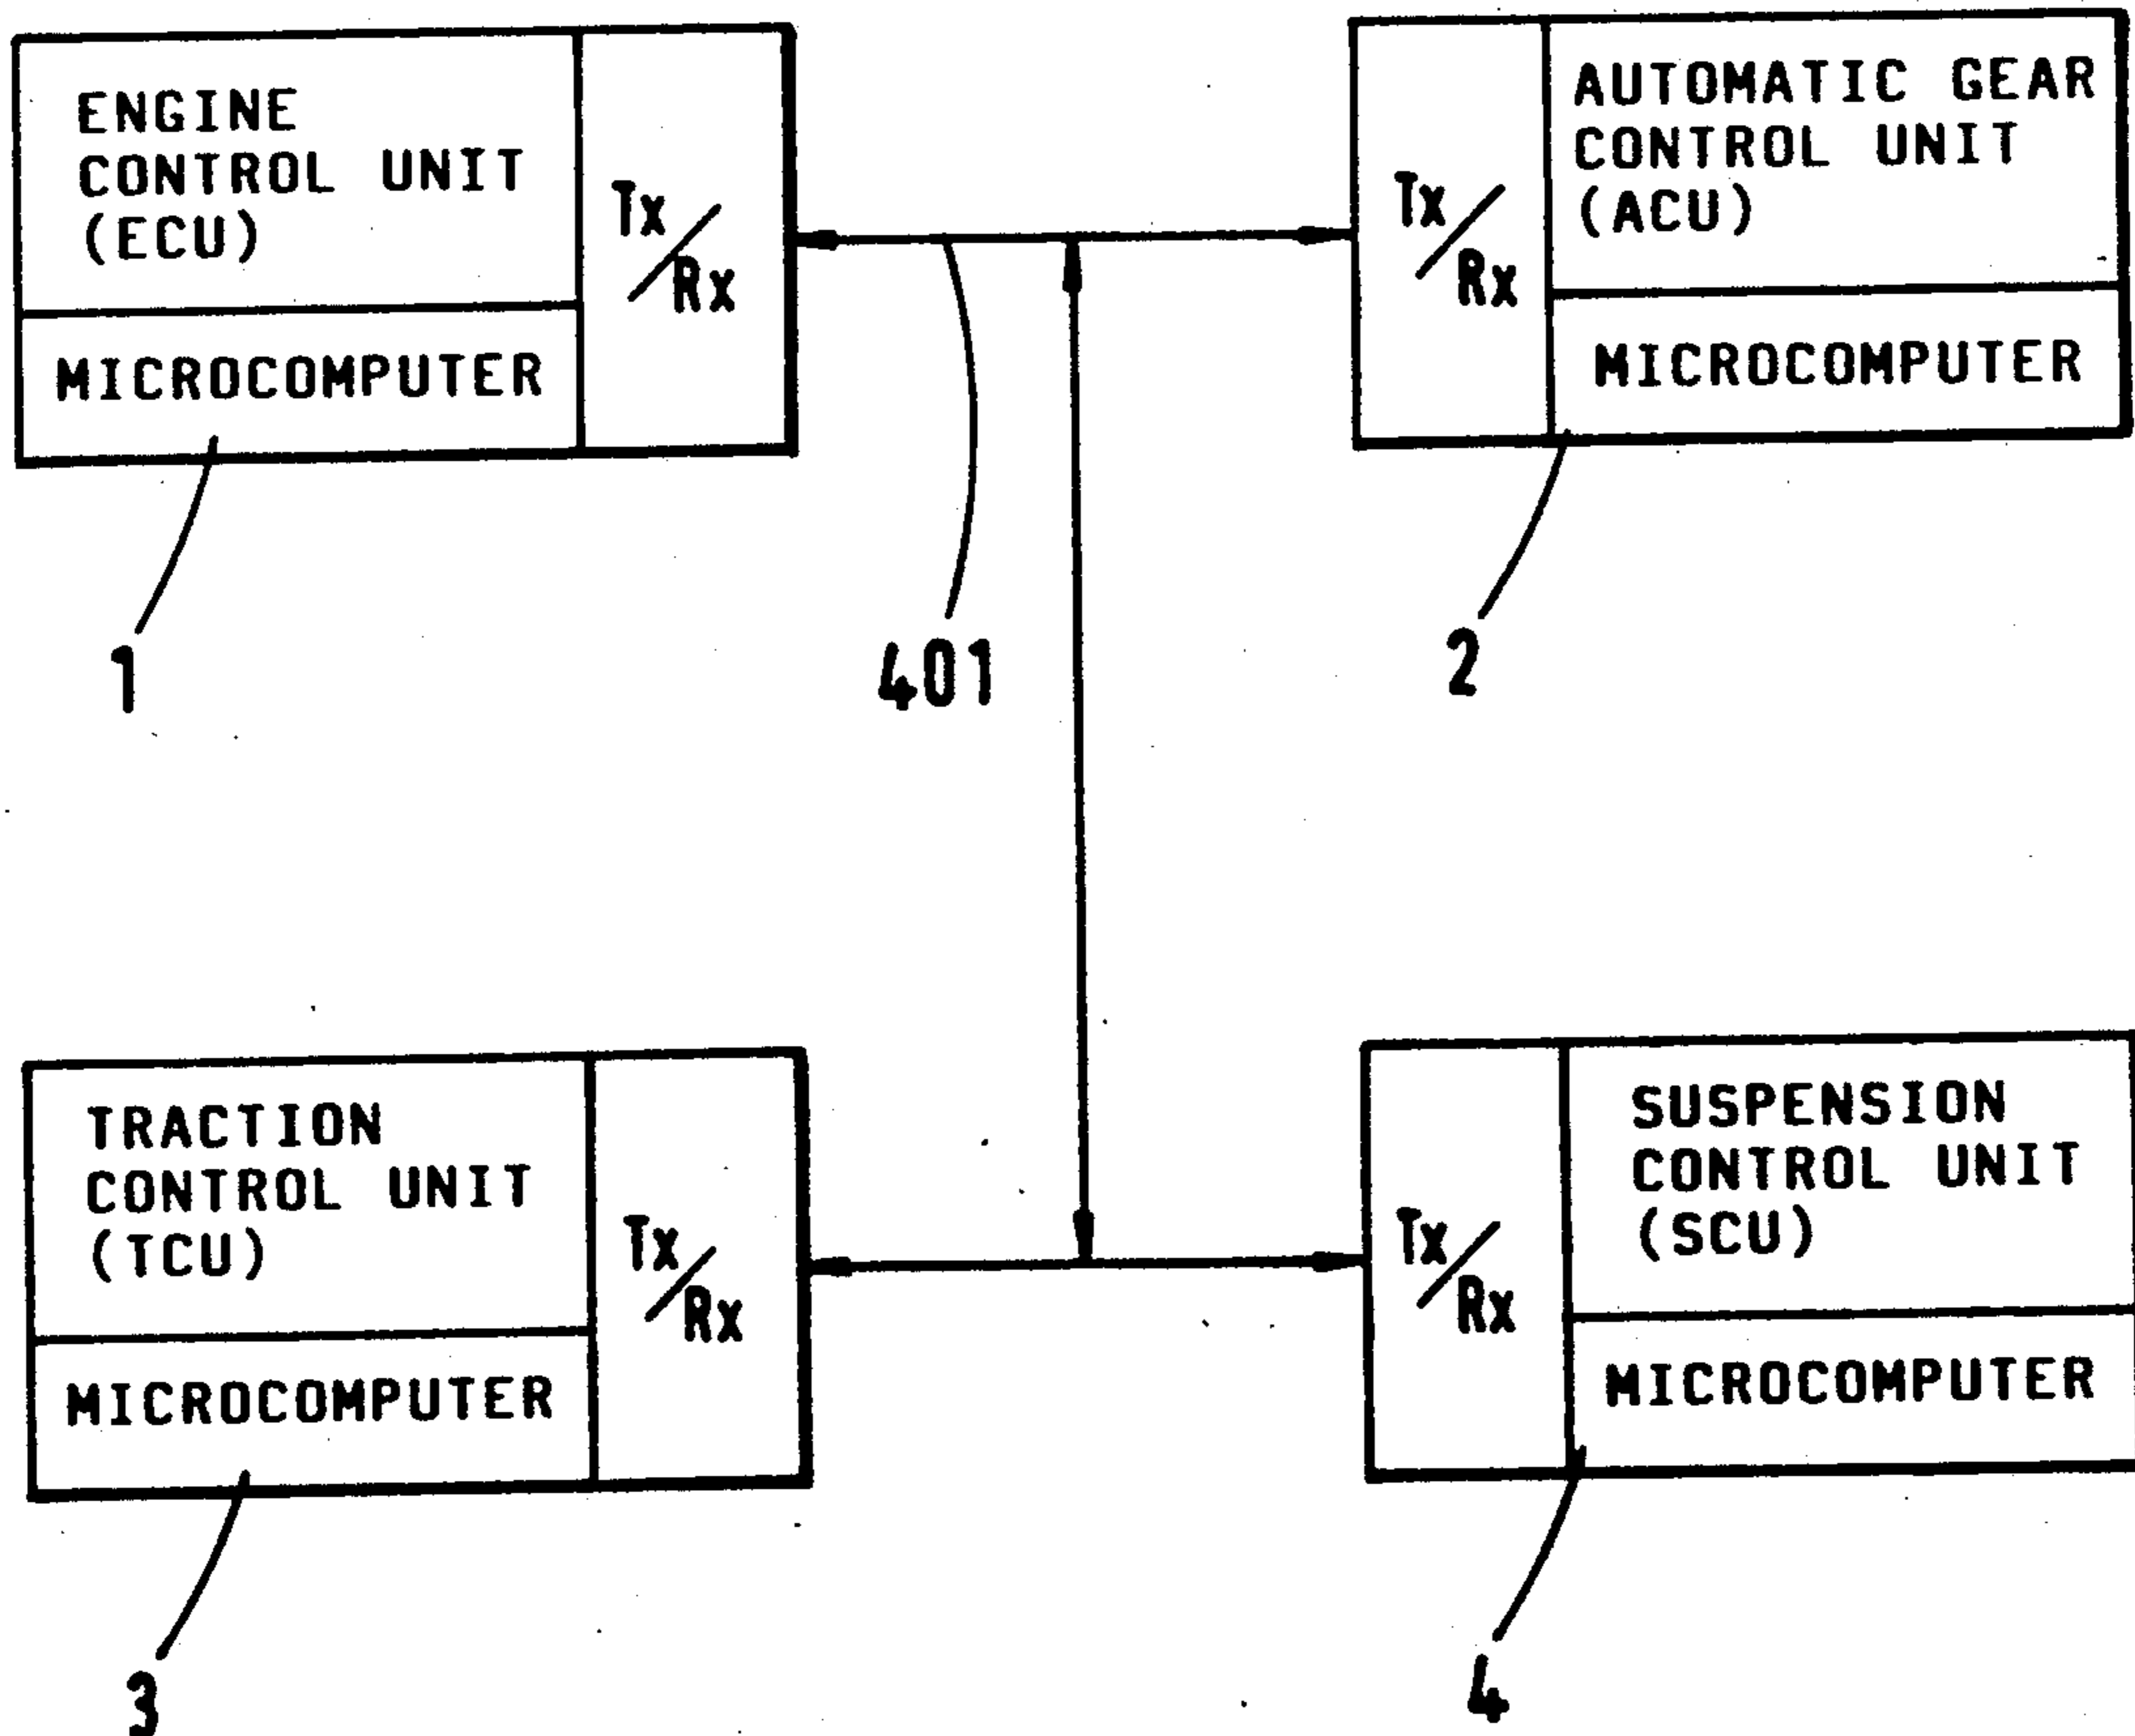 ENGINE
CONTROL UNIT
(ECU)
Tx/Rx
MICROCOMPUTER
1
401
AUTOMATIC GEAR
CONTROL UNIT
(ACU)
Tx/Rx
MICROCOMPUTER
2
TRACTION
CONTROL UNIT
(TCU)
Tx/Rx
MICROCOMPUTER
3
SUSPENSION
CONTROL UNIT
(SCU)
Tx/Rx
MICROCOMPUTER
4